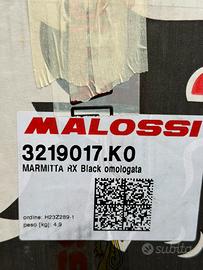 MALOSSI
3219017.K0
MARMITTA RX Black omologata
ordine: H23Z289-1
peso [kg]: 4,9
subito